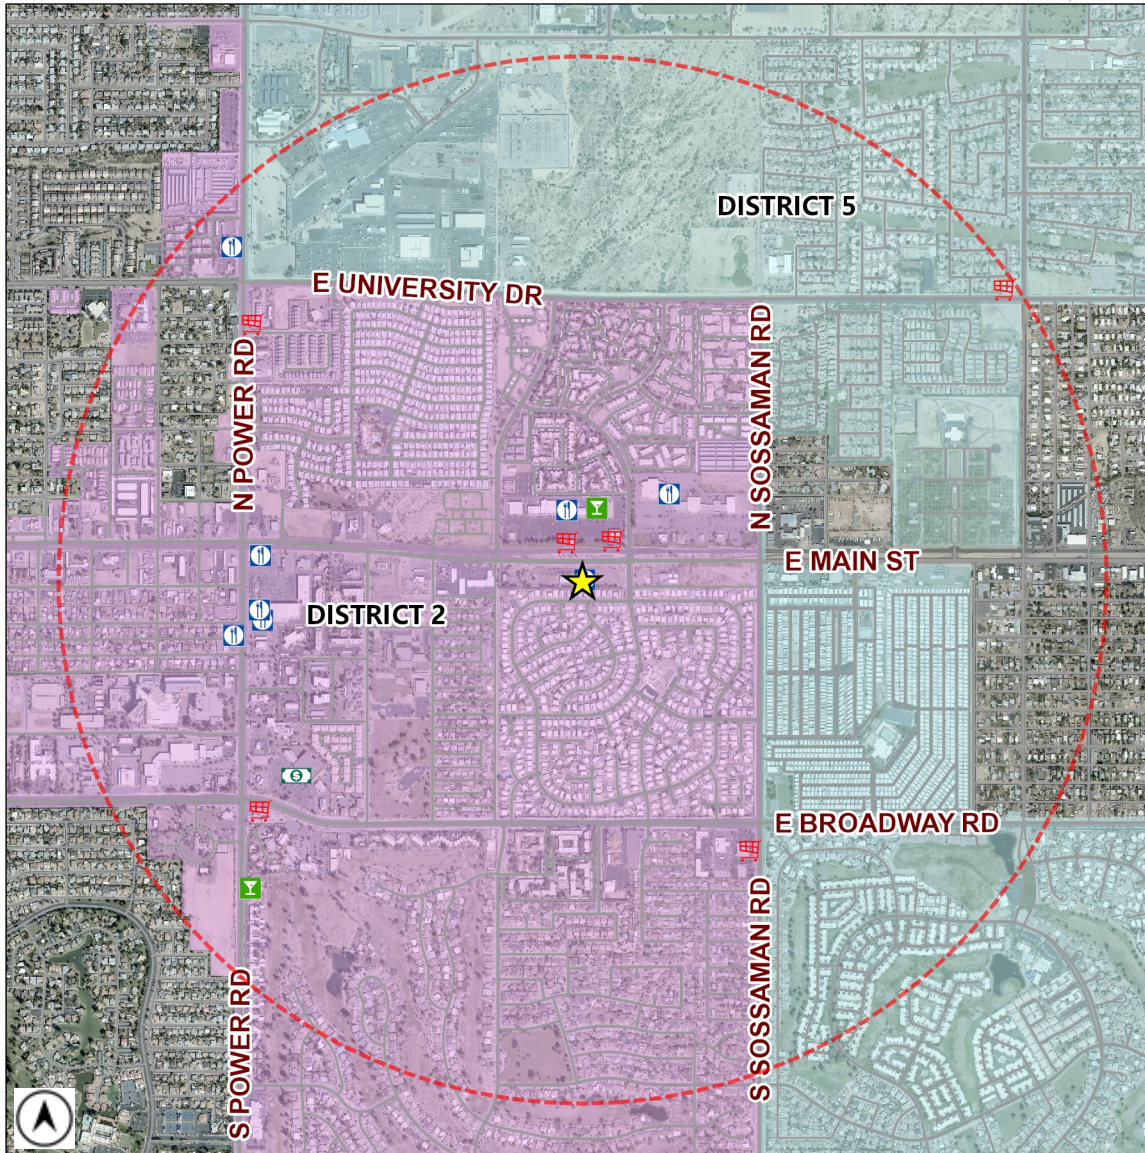 DISTRICT 5
E UNIVERSITY DR
N POWER RD
N SOSSAMAN RD
E MAIN ST
DISTRICT 2
E BROADWAY RD
S POWER RD
S SOSSAMAN RD